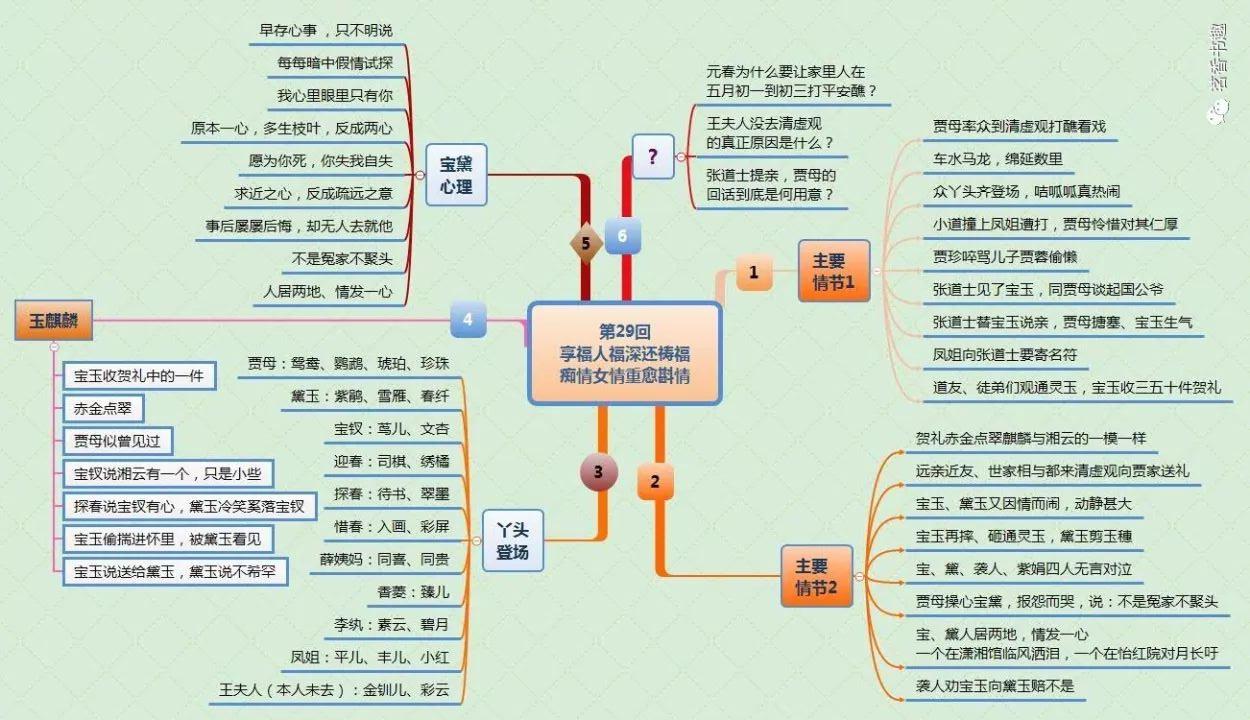 第29回
享福人福深还祷福
痴情女情重愈斟情
1
主要
情节1
贾母率众到清虚观打醮看戏
车水马龙，绵延数里
众丫头齐登场，咭呱呱真热闹
小道撞上凤姐遭打，贾母怜惜对其仁厚
贾珍啐骂儿子贾蓉偷懒
张道士见了宝玉，同贾母谈起国公爷
张道士替宝玉说亲，贾母搪塞、宝玉生气
凤姐向张道士要寄名符
道友、徒弟们观通灵玉，宝玉收三五十件贺礼
2
主要
情节2
贺礼赤金点翠麒麟与湘云的一模一样
远亲近友、世家相与都来清虚观向贾家送礼
宝玉、黛玉又因情而闹，动静甚大
宝玉再摔、砸通灵玉，黛玉剪玉穗
宝、黛、袭人、紫娟四人无言对泣
贾母操心宝黛，报怨而哭，说：不是冤家不聚头
宝、黛人居两地，情发一心
一个在潇湘馆临风洒泪，一个在怡红院对月长吁
袭人劝宝玉向黛玉赔不是
3
丫头
登场
贾母：鸳鸯、鹦鹉、琥珀、珍珠
黛玉：紫鹃、雪雁、春纤
宝钗：莺儿、文杏
迎春：司棋、绣橘
探春：待书、翠墨
惜春：入画、彩屏
薛姨妈：同喜、同贵
香菱：臻儿
李纨：素云、碧月
凤姐：平儿、丰儿、小红
王夫人（本人未去）：金钏儿、彩云
4
玉麒麟
宝玉收贺礼中的一件
赤金点翠
贾母似曾见过
宝钗说湘云有一个，只是小些
探春说宝钗有心，黛玉冷笑奚落宝钗
宝玉偷揣进怀里，被黛玉看见
宝玉说送给黛玉，黛玉说不希罕
5
宝黛
心理
早存心事，只不明说
每每暗中假情试探
我心里眼里只有你
原本一心，多生枝叶，反成两心
愿为你死，你失我自失
求近之心，反成疏远之意
事后屡屡后悔，却无人去就他
不是冤家不聚头
人居两地、情发一心
6
?
元春为什么要让家里人在
五月初一到初三打平安醮？
王夫人没去清虚观
的真正原因是什么？
张道士提亲，贾母的
回话到底是何用意？
茗香书趣